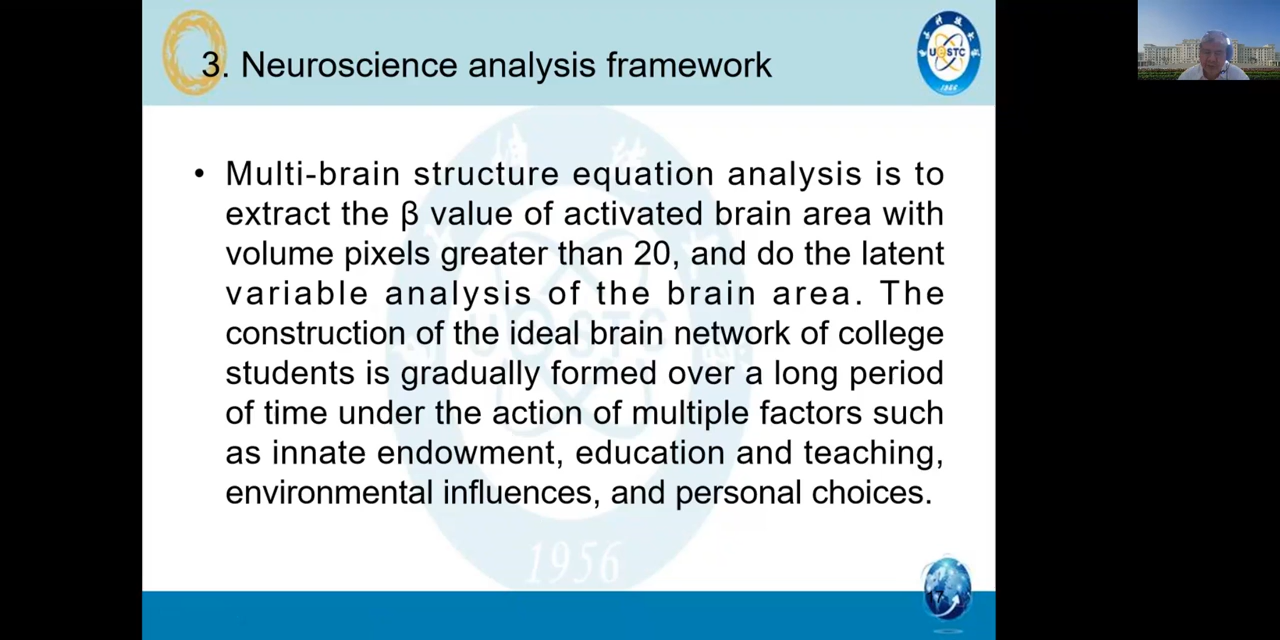 3. Neuroscience analysis framework
UESTC
1956
• Multi-brain structure equation analysis is to
extract the β value of activated brain area with
volume pixels greater than 20, and do the latent
variable analysis of the brain area. The
construction of the ideal brain network of college
students is gradually formed over a long period
of time under the action of multiple factors such
as innate endowment, education and teaching,
environmental influences, and personal choices.
1956